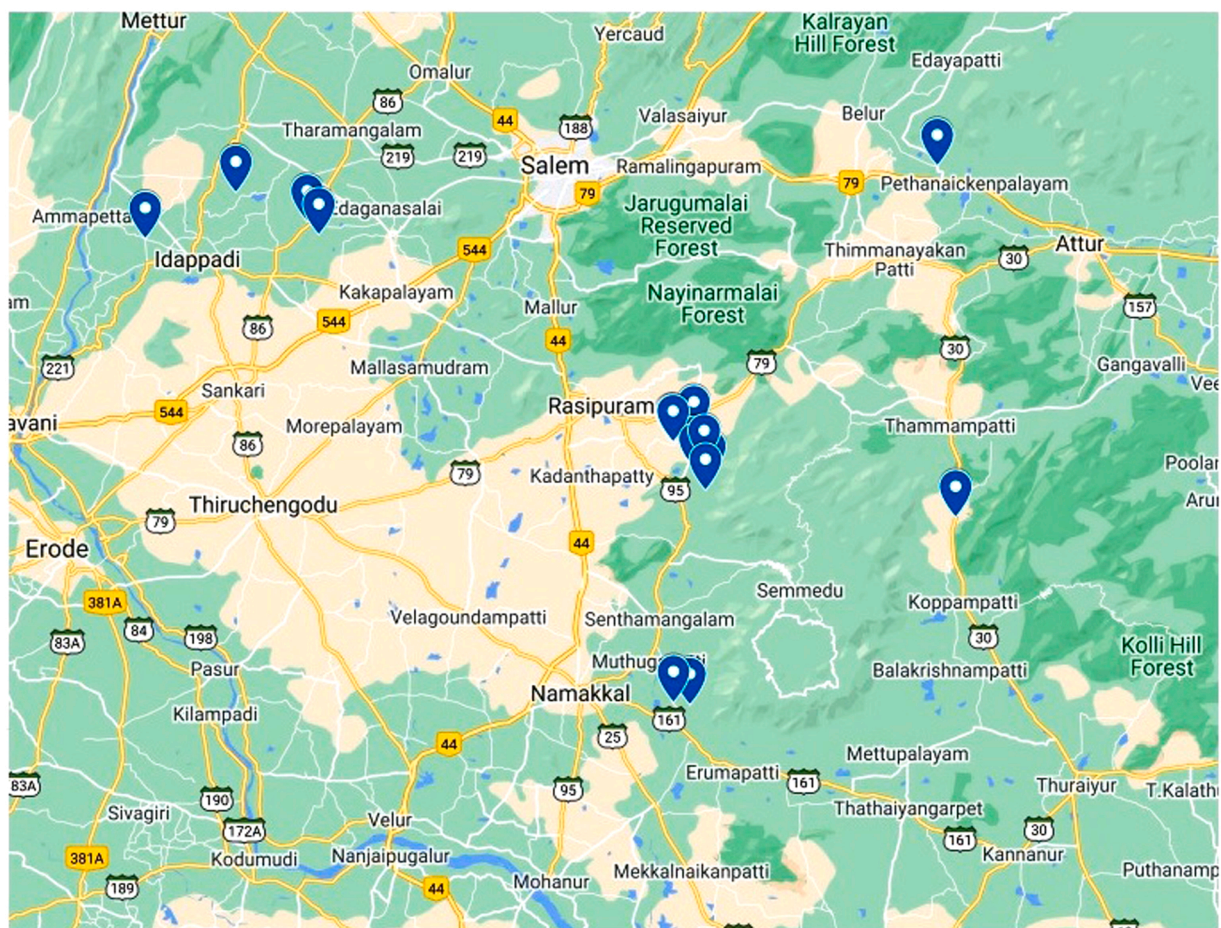 Mettur
Kalrayan
Hill Forest
Yercaud
Edayapatti
Omalur
86
44
188
Valasaiyur
Belur
Tharamangalam
219
219
Salem
Ramalingapuram
79
79
Pethanaickenpalayam
Ammapetta
Edaganasalai
Jarugumalai
Reserved
Forest
544
Idappadi
Thimmanayakan
Patti
30
Attur
Kakapalayam
Nayinarmalai
Forest
Mallur
157
544
86
44
30
221
Mallasamudram
79
Gangavalli
Sankari
544
Rasipuram
Morepalayam
Thammampatti
86
79
Kadanthapatty
95
Thiruchengodu
79
Erode
44
381A
Semmedu
Koppampatti
Velagoundampatti
Senthamangalam
83A
84
198
30
Kolli Hill
Forest
Pasur
Balakrishnampatti
Namakkal
161
Kilampadi
25
44
Mettupalayam
Erumapatti
161
83A
95
Thuraiyur
190
Thathaiyangarpet
Sivagiri
Velur
172A
30
161
Kannanur
381A
Kodumudi
Nanjaipugalur
Mekkalnaikanpatti
189
44
Mohanur